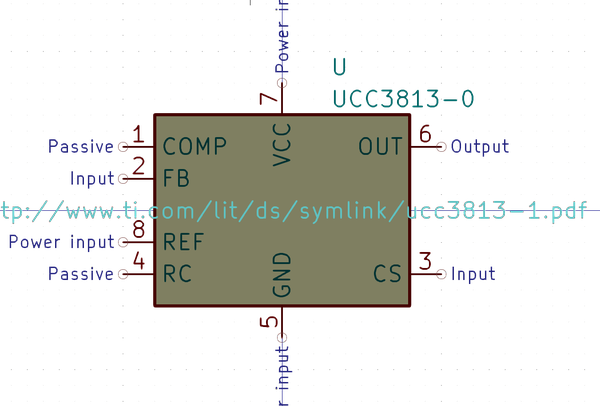 Power in
U
UCC3813-0
7
VCC
Passive 1 COMP
OUT 6 Output
Input 2 FB
tp://www.ti.com/lit/ds/symlink/ucc3813-1.pdf
Power input 8 REF
Passive 4 RC
CS 3 Input
GND
5
r input